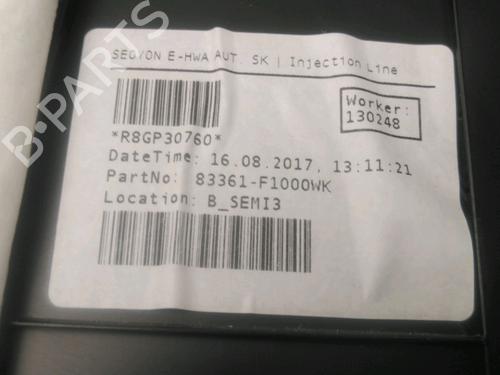 SEOYON E-HWA AUT. SK | Injection Line
Worker:
130248
*R8GP30760*
DateTime: 16.08.2017, 13:11:21
PartNo: 83361-F1000WK
Location: B_SEMI3
B-PARTS